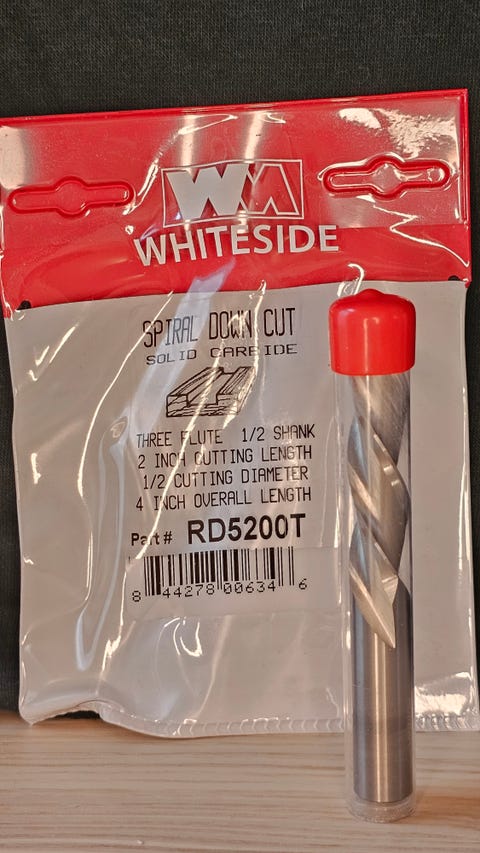 WM
WHITESIDE
SPIRAL DOWN CUT
SOLID CARBIDE
THREE FLUTE 1/2 SHANK
2 INCH CUTTING LENGTH
1/2 CUTTING DIAMETER
4 INCH OVERALL LENGTH
Part # RD5200T
8 44278 00634 6